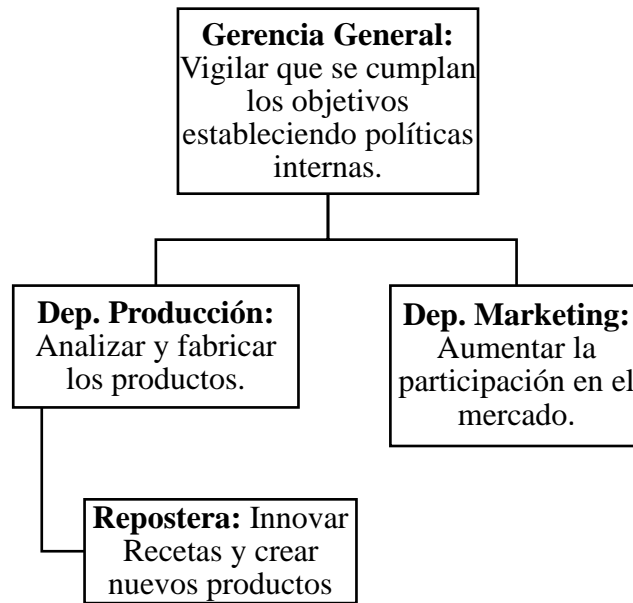 Gerencia General:
Vigilar que se cumplan
los objetivos
estableciendo políticas
internas.
Dep. Producción:
Analizar y fabricar
los productos.
Dep. Marketing:
Aumentar la
participación en el
mercado.
Repostera: Innovar
Recetas y crear
nuevos productos